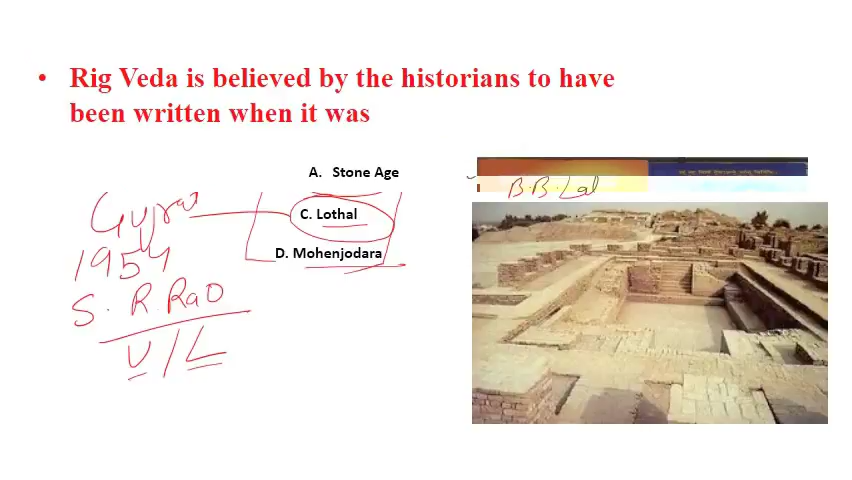 • Rig Veda is believed by the historians to have
been written when it was
A. Stone Age
B.B.Lal
Gujrat
C. Lothal
1954
D. Mohenjodara
S. R. Rao